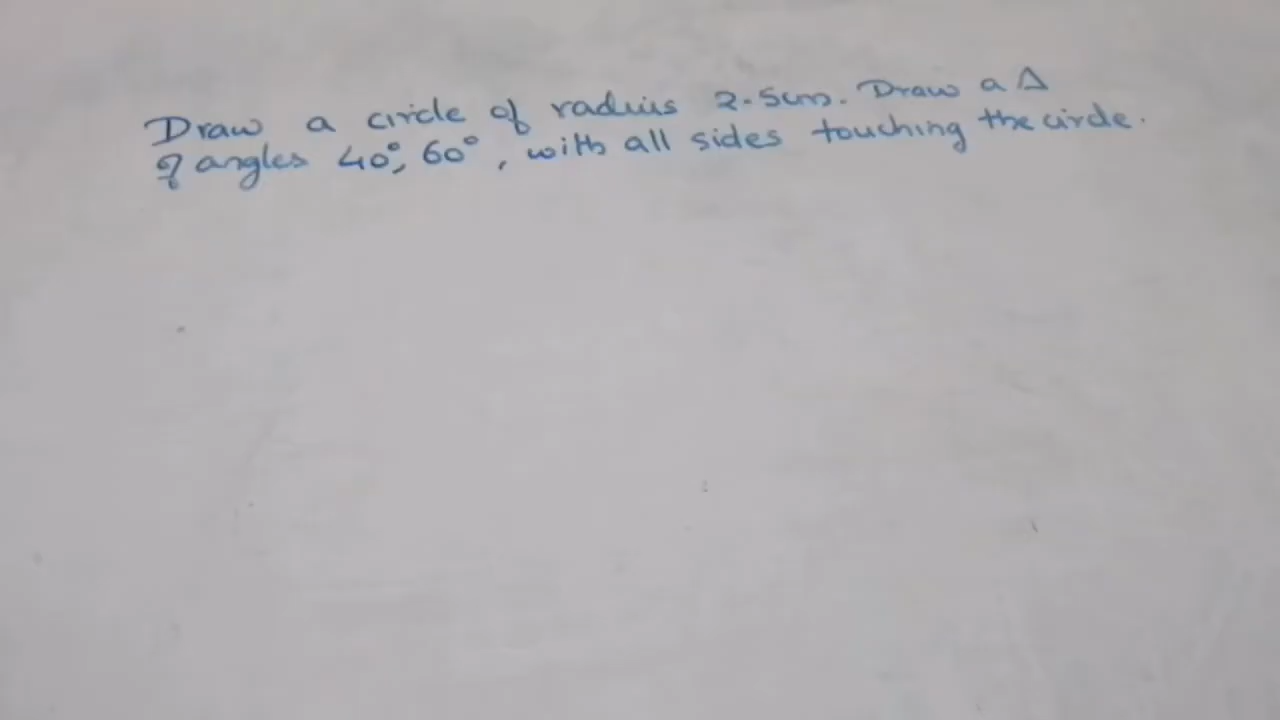 Draw a circle of radius 2.5cm. Draw a Δ
of angles 40°, 60°, with all sides touching the circle.